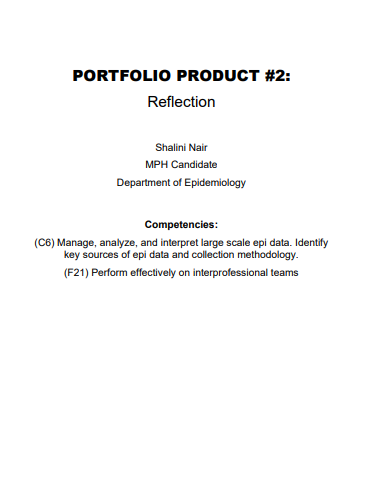 PORTFOLIO PRODUCT #2:
Reflection
Shalini Nair
MPH Candidate
Department of Epidemiology
Competencies:
(C6) Manage, analyze, and interpret large scale epi data. Identify
key sources of epi data and collection methodology.
(F21) Perform effectively on interprofessional teams